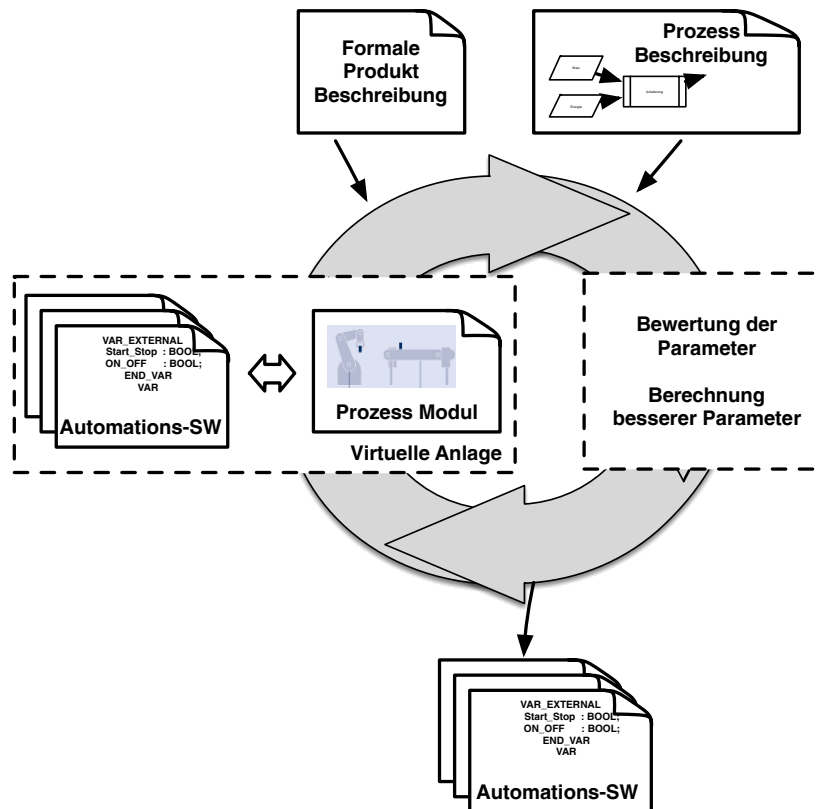 Formale
Produkt
Beschreibung
Prozess
Beschreibung
Energie
VAR_EXTERNAL
Start_Stop : BOOL;
ON_OFF : BOOL;
END_VAR
VAR
Automations-SW
Prozess Modul
Virtuelle Anlage
Bewertung der
Parameter
Berechnung
besserer Parameter
VAR_EXTERNAL
Start_Stop : BOOL;
ON_OFF : BOOL;
END_VAR
VAR
Automations-SW